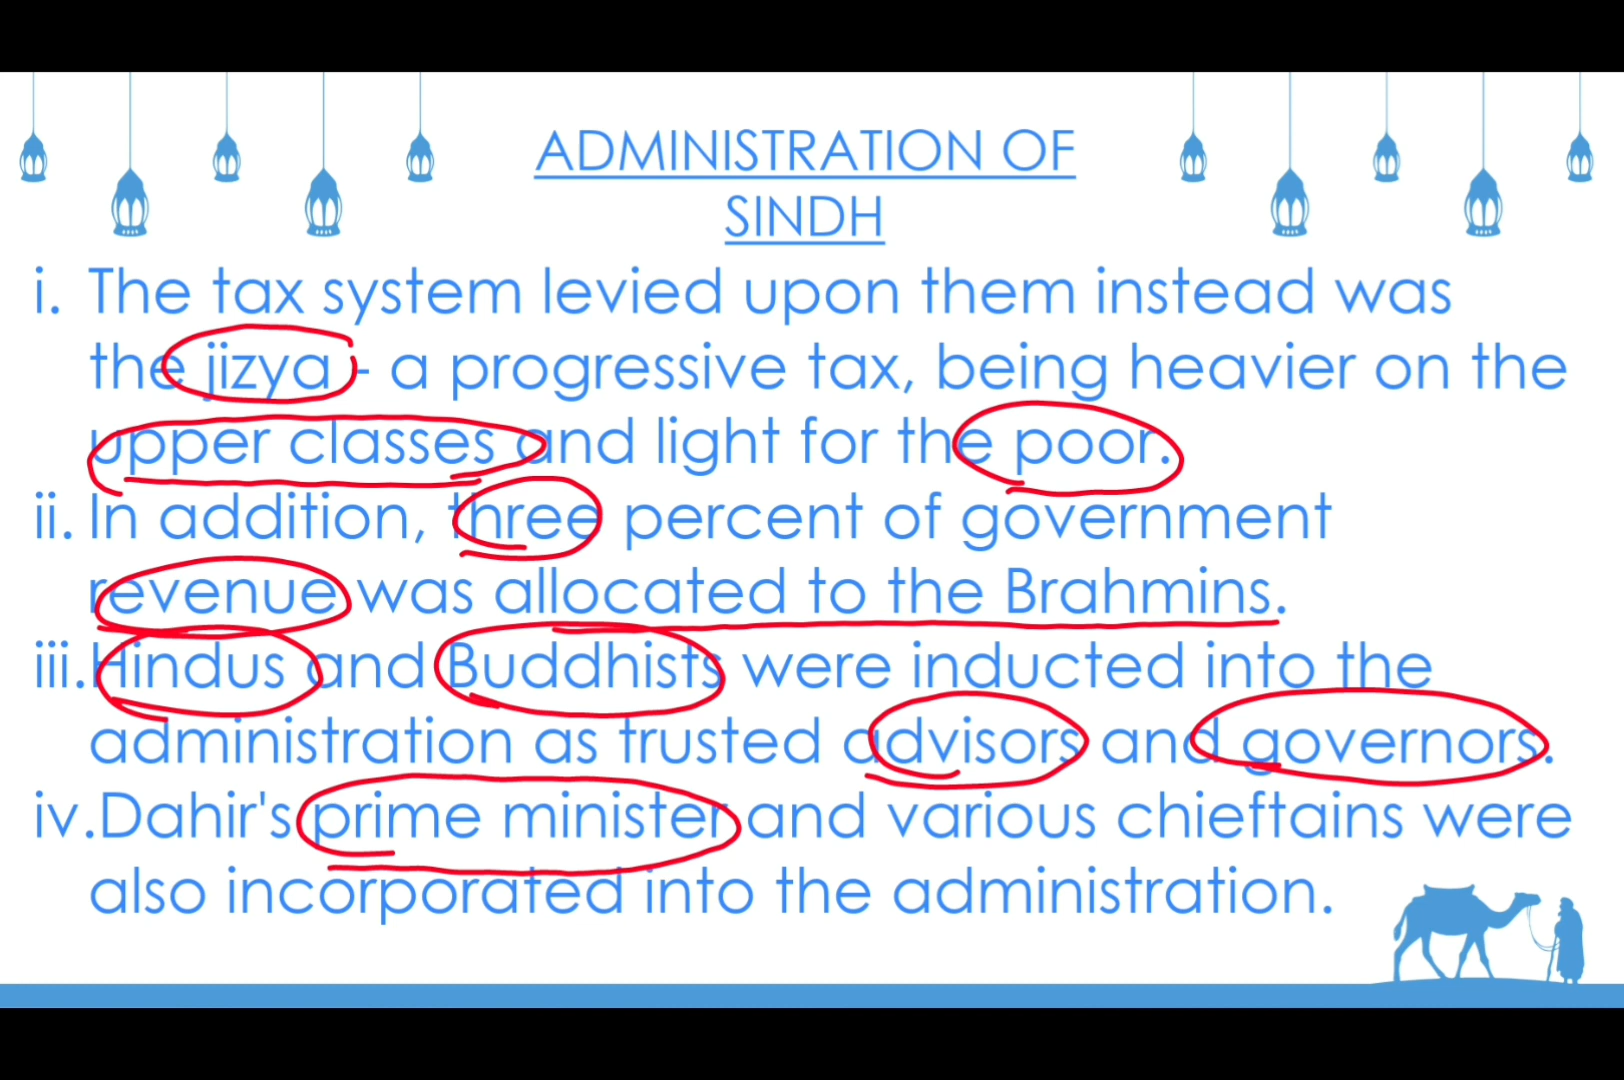 ADMINISTRATION OF
SINDH
i. The tax system levied upon them instead was
the jizya - a progressive tax, being heavier on the
upper classes and light for the poor.
ii. In addition, three percent of government
revenue was allocated to the Brahmins.
iii. Hindus and Buddhists were inducted into the
administration as trusted advisors and governors.
iv. Dahir's prime minister and various chieftains were
also incorporated into the administration.